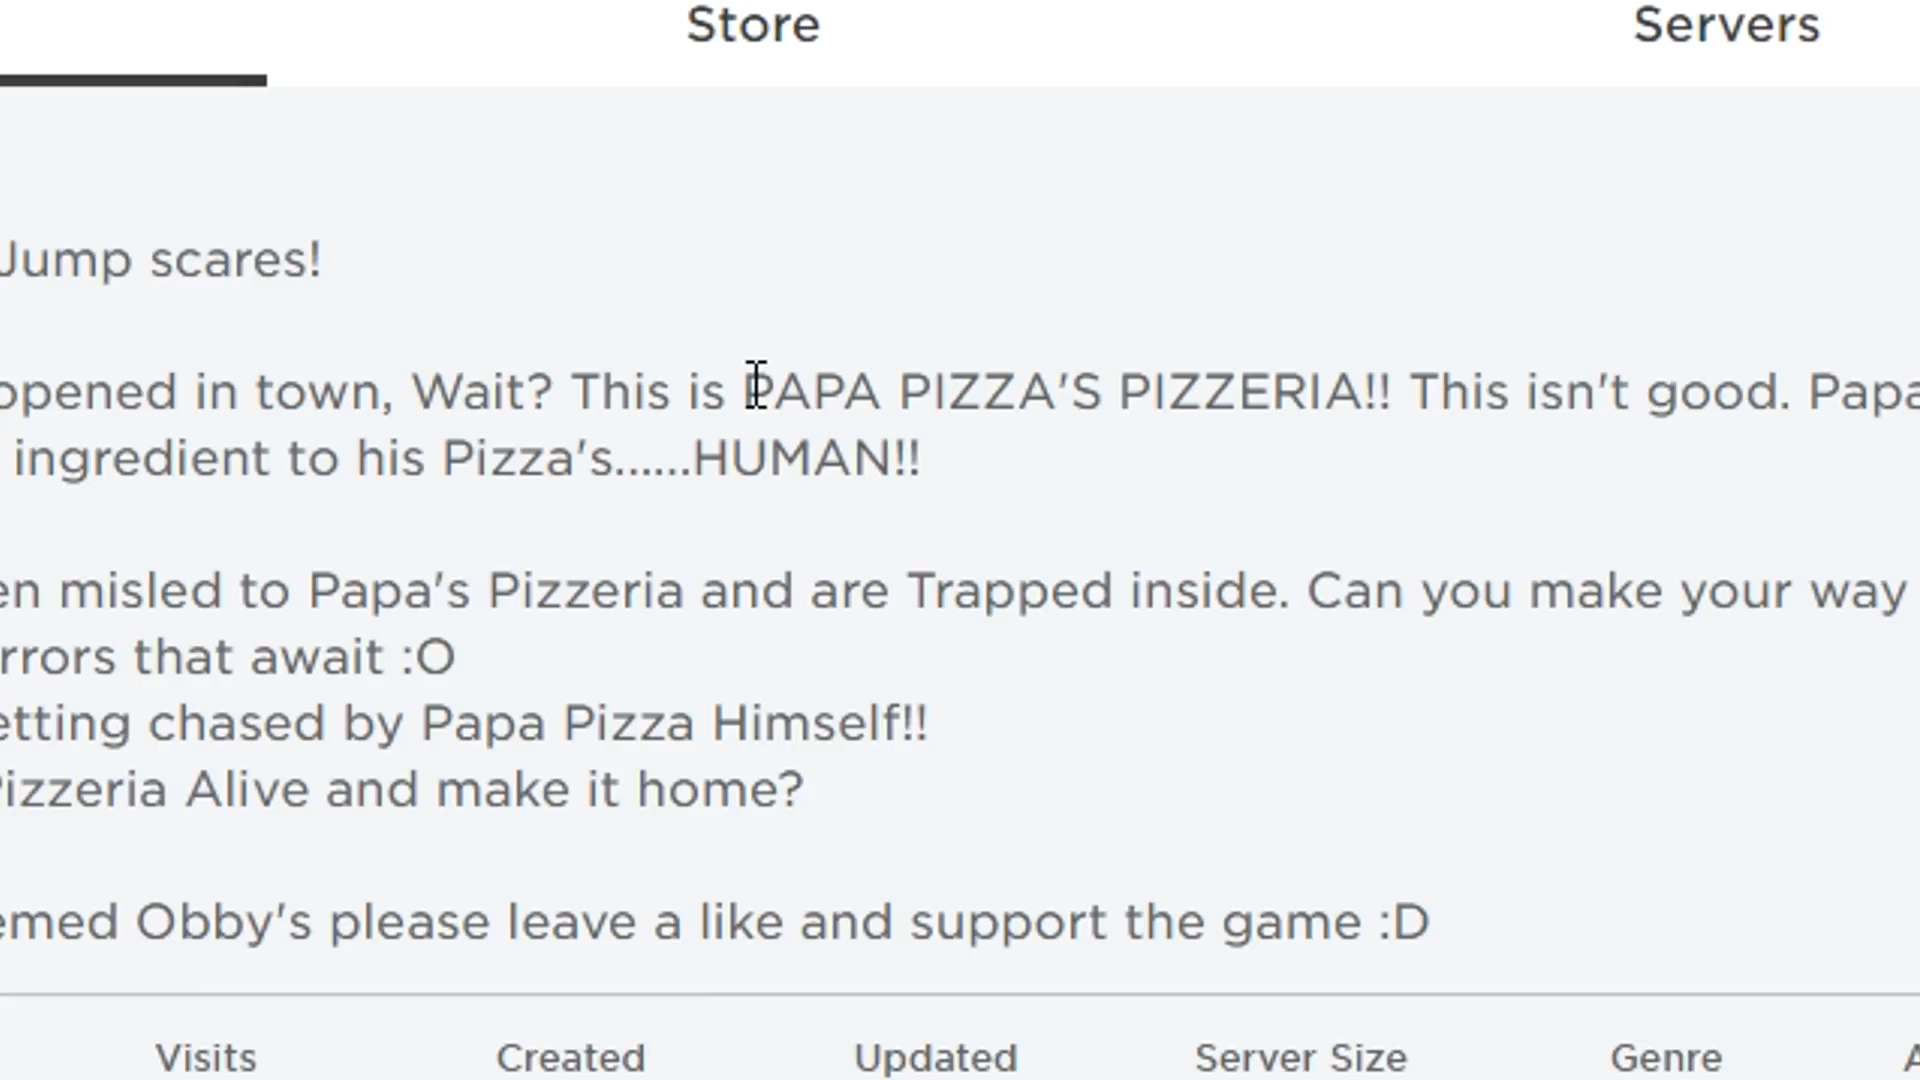 Store Servers
Jump scares!
opened in town, Wait? This is PAPA PIZZA'S PIZZERIA!! This isn't good. Papa
ingredient to his Pizza's......HUMAN!!
en misled to Papa's Pizzeria and are Trapped inside. Can you make your way
rrors that await :O
etting chased by Papa Pizza Himself!!
Pizzeria Alive and make it home?
emed Obby's please leave a like and support the game :D
Visits Created Updated Server Size Genre